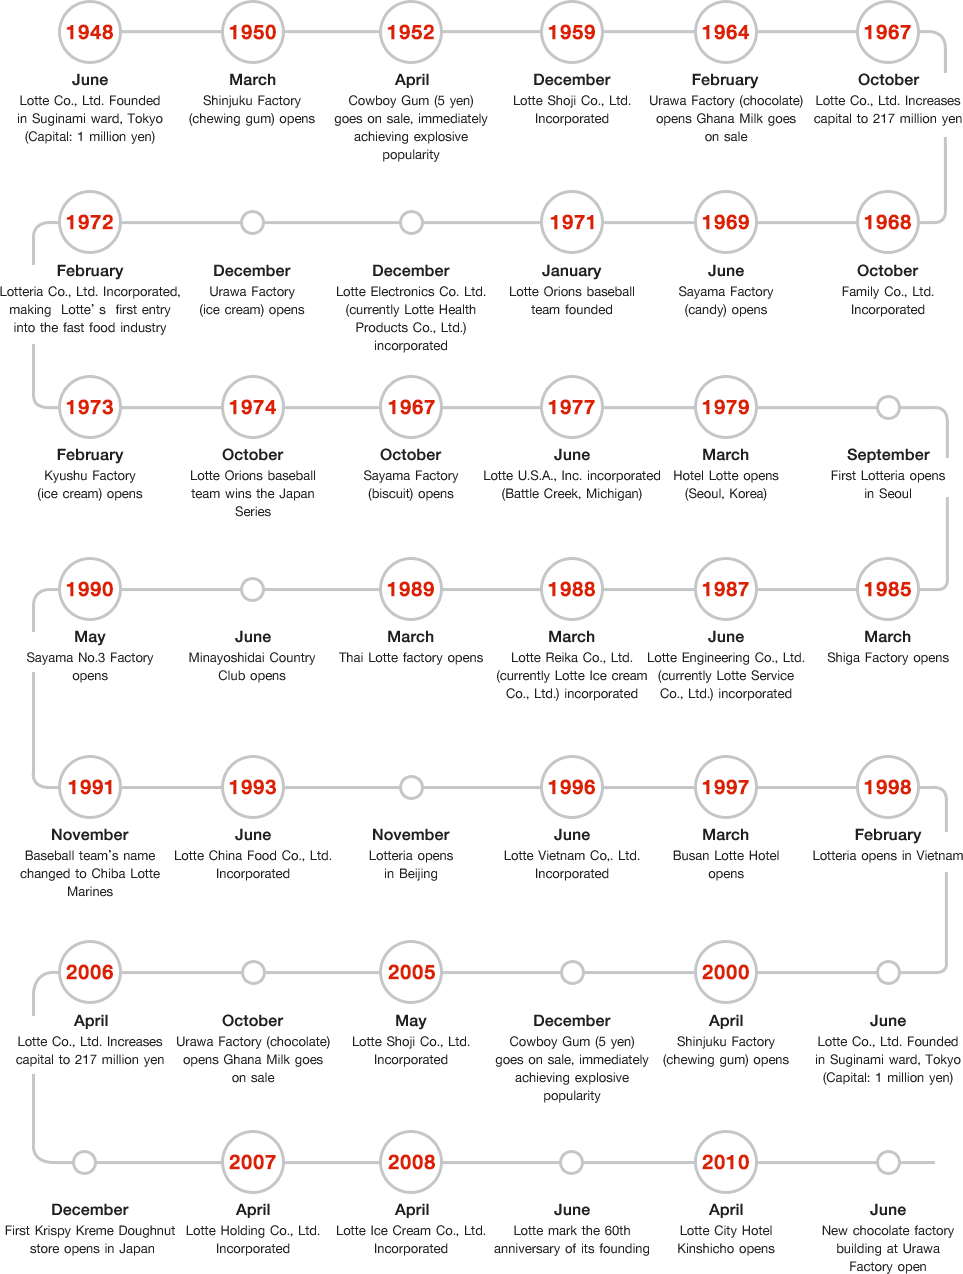 1948
June
Lotte Co., Ltd. Founded
in Suginami ward, Tokyo
(Capital: 1 million yen)
1950
March
Shinjuku Factory
(chewing gum) opens
1952
April
Cowboy Gum (5 yen)
goes on sale, immediately
achieving explosive
popularity
1959
December
Lotte Shoji Co., Ltd.
Incorporated
1964
February
Urawa Factory (chocolate)
opens Ghana Milk goes
on sale
1967
October
Lotte Co., Ltd. Increases
capital to 217 million yen
1972
February
Lotteria Co., Ltd. Incorporated,
making Lotte’ s first entry
into the fast food industry
December
Urawa Factory
(ice cream) opens
December
Lotte Electronics Co. Ltd.
(currently Lotte Health
Products Co., Ltd.)
incorporated
1971
January
Lotte Orions baseball
team founded
1969
June
Sayama Factory
(candy) opens
1968
October
Family Co., Ltd.
Incorporated
1973
February
Kyushu Factory
(ice cream) opens
1974
October
Lotte Orions baseball
team wins the Japan
Series
1967
October
Sayama Factory
(biscuit) opens
1977
June
Lotte U.S.A., Inc. incorporated
(Battle Creek, Michigan)
1979
March
Hotel Lotte opens
(Seoul, Korea)
September
First Lotteria opens
in Seoul
1990
May
Sayama No.3 Factory
opens
June
Minayoshidai Country
Club opens
1989
March
Thai Lotte factory opens
1988
March
Lotte Reika Co., Ltd.
(currently Lotte Ice cream
Co., Ltd.) incorporated
1987
June
Lotte Engineering Co., Ltd.
(currently Lotte Service
Co., Ltd.) incorporated
1985
March
Shiga Factory opens
1991
November
Baseball team’s name
changed to Chiba Lotte
Marines
1993
June
Lotte China Food Co., Ltd.
Incorporated
November
Lotteria opens
in Beijing
1996
June
Lotte Vietnam Co,. Ltd.
Incorporated
1997
March
Busan Lotte Hotel
opens
1998
February
Lotteria opens in Vietnam
2006
April
Lotte Co., Ltd. Increases
capital to 217 million yen
October
Urawa Factory (chocolate)
opens Ghana Milk goes
on sale
2005
May
Lotte Shoji Co., Ltd.
Incorporated
December
Cowboy Gum (5 yen)
goes on sale, immediately
achieving explosive
popularity
2000
April
Shinjuku Factory
(chewing gum) opens
June
Lotte Co., Ltd. Founded
in Suginami ward, Tokyo
(Capital: 1 million yen)
December
First Krispy Kreme Doughnut
store opens in Japan
2007
April
Lotte Holding Co., Ltd.
Incorporated
2008
April
Lotte Ice Cream Co., Ltd.
Incorporated
June
Lotte mark the 60th
anniversary of its founding
2010
April
Lotte City Hotel
Kinshicho opens
June
New chocolate factory
building at Urawa
Factory open